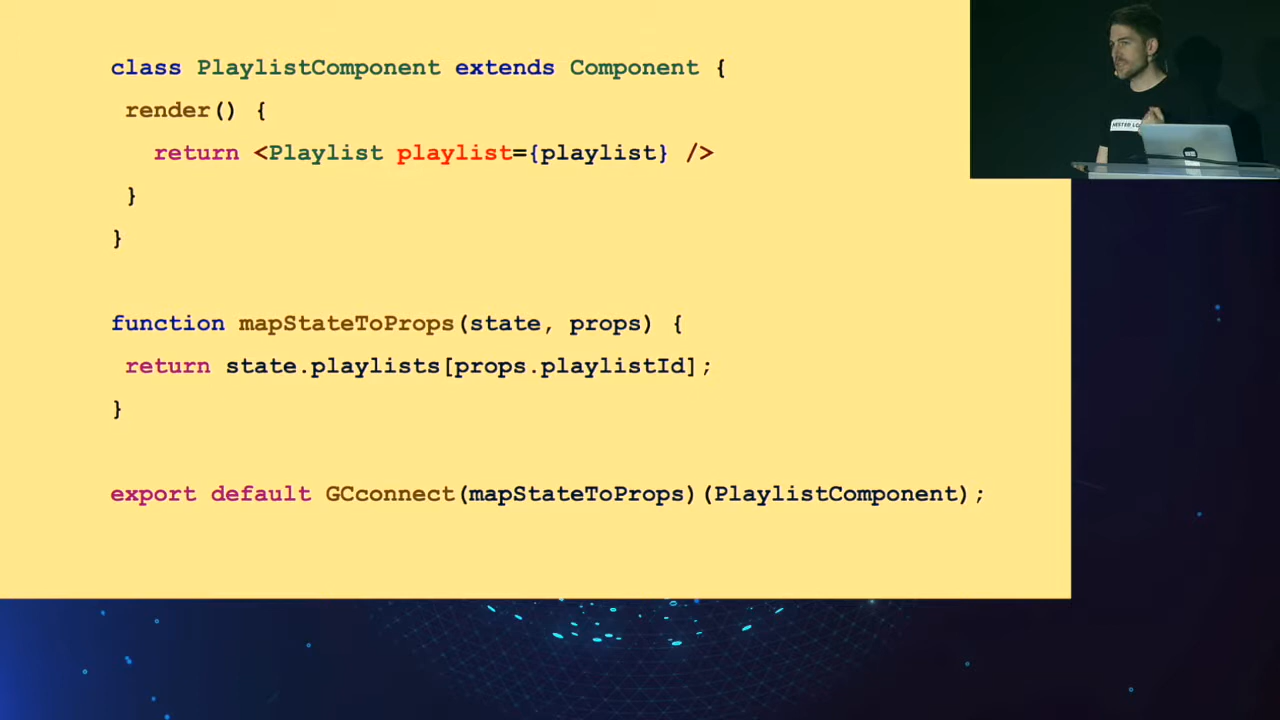 class PlaylistComponent extends Component {
render() {
return <Playlist playlist={playlist} />
}
}
function mapStateToProps(state, props) {
return state.playlists[props.playlistId];
}
export default GCconnect(mapStateToProps)(PlaylistComponent);